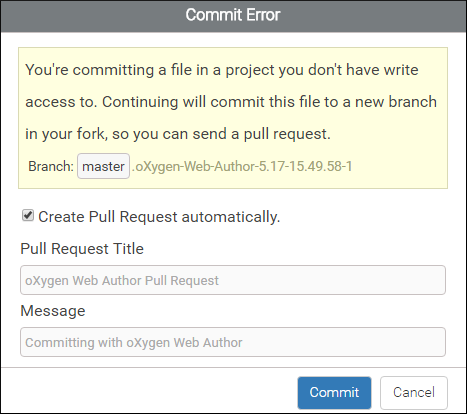 Commit Error
You're committing a file in a project you don't have write
access to. Continuing will commit this file to a new branch
in your fork, so you can send a pull request.
Branch: master .oXygen-Web-Author-5.17-15.49.58-1
Create Pull Request automatically.
Pull Request Title
oXygen Web Author Pull Request
Message
Committing with oXygen Web Author
Commit Cancel